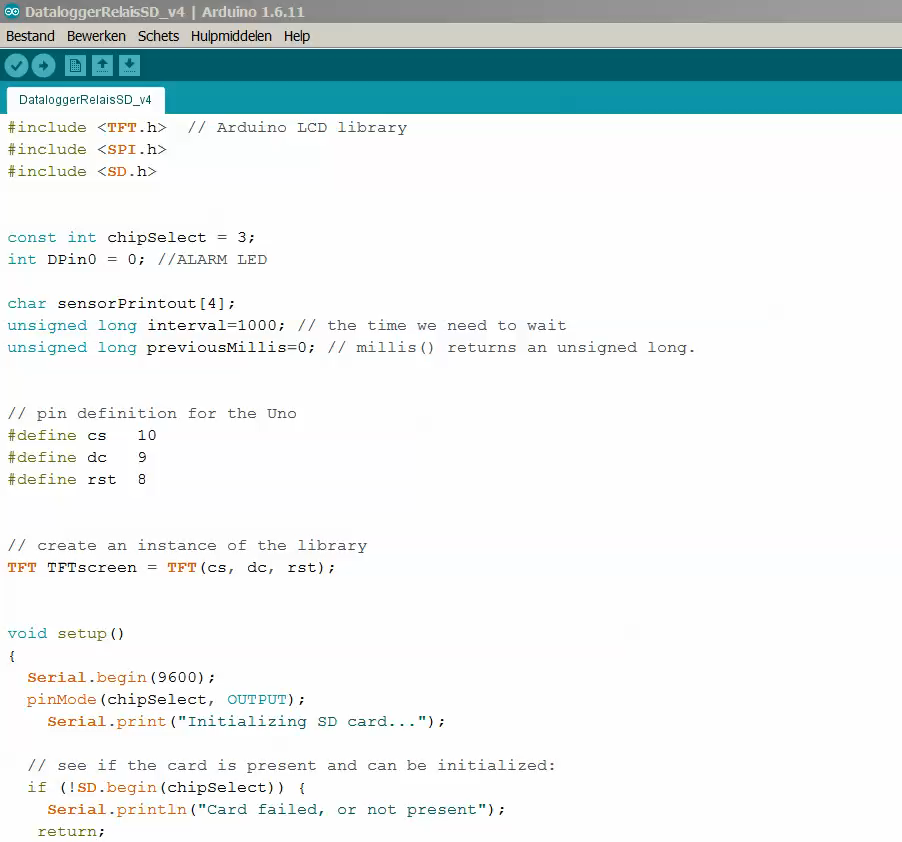 DataloggerRelaisSD_v4 | Arduino 1.6.11
Bestand Bewerken Schets Hulpmiddelen Help
DataloggerRelaisSD_v4
#include <TFT.h>  // Arduino LCD library
#include <SPI.h>
#include <SD.h>
const int chipSelect = 3;
int DPin0 = 0; //ALARM LED
char sensorPrintout[4];
unsigned long interval=1000; // the time we need to wait
unsigned long previousMillis=0; // millis() returns an unsigned long.
// pin definition for the Uno
#define cs   10
#define dc   9
#define rst  8
// create an instance of the library
TFT TFTscreen = TFT(cs, dc, rst);
void setup()
{
  Serial.begin(9600);
  pinMode(chipSelect, OUTPUT);
    Serial.print("Initializing SD card...");
  // see if the card is present and can be initialized:
  if (!SD.begin(chipSelect)) {
    Serial.println("Card failed, or not present");
   return;